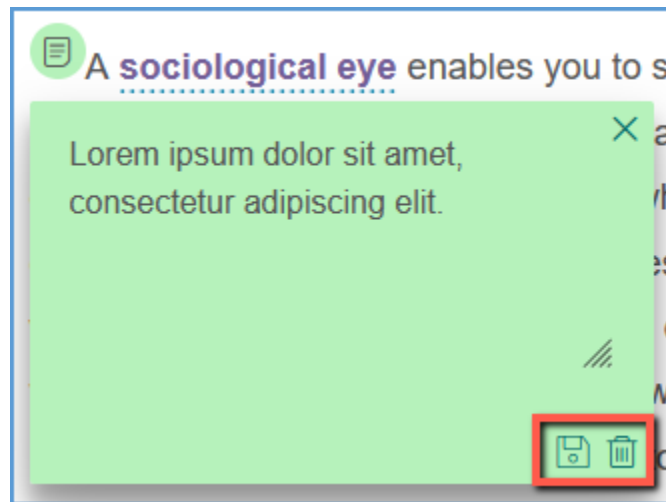 A sociological eye enables you to
Lorem ipsum dolor sit amet,
consectetur adipiscing elit.